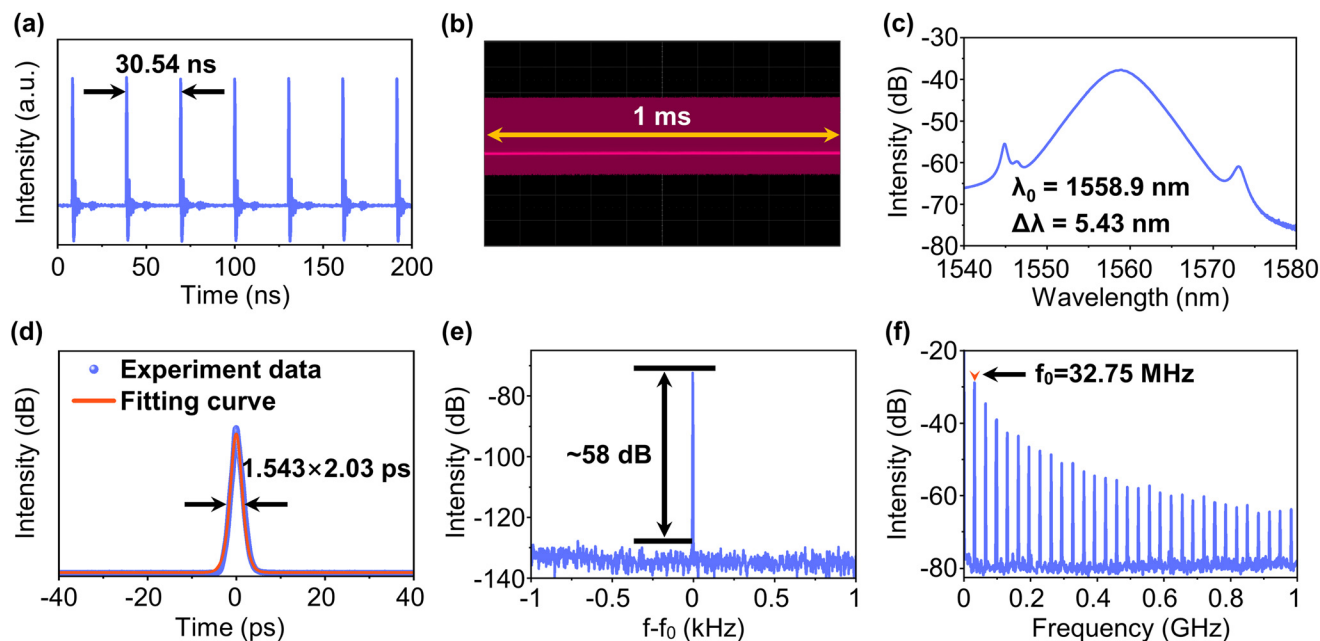 (a)
30.54 ns
Intensity (a.u.)
0 50 100 150 200
Time (ns)
(b)
1 ms
(c)
-30
-40
-50
-60
-70
-80
Intensity (dB)
λ0 = 1558.9 nm
Δλ = 5.43 nm
1540 1550 1560 1570 1580
Wavelength (nm)
(d)
Experiment data
Fitting curve
1.543×2.03 ps
Intensity (dB)
-40 -20 0 20 40
Time (ps)
(e)
-80
-100
-120
-140
Intensity (dB)
~58 dB
-1 -0.5 0 0.5 1
f-f0 (kHz)
(f)
-20
-40
-60
-80
Intensity (dB)
f0=32.75 MHz
0 0.2 0.4 0.6 0.8 1
Frequency (GHz)